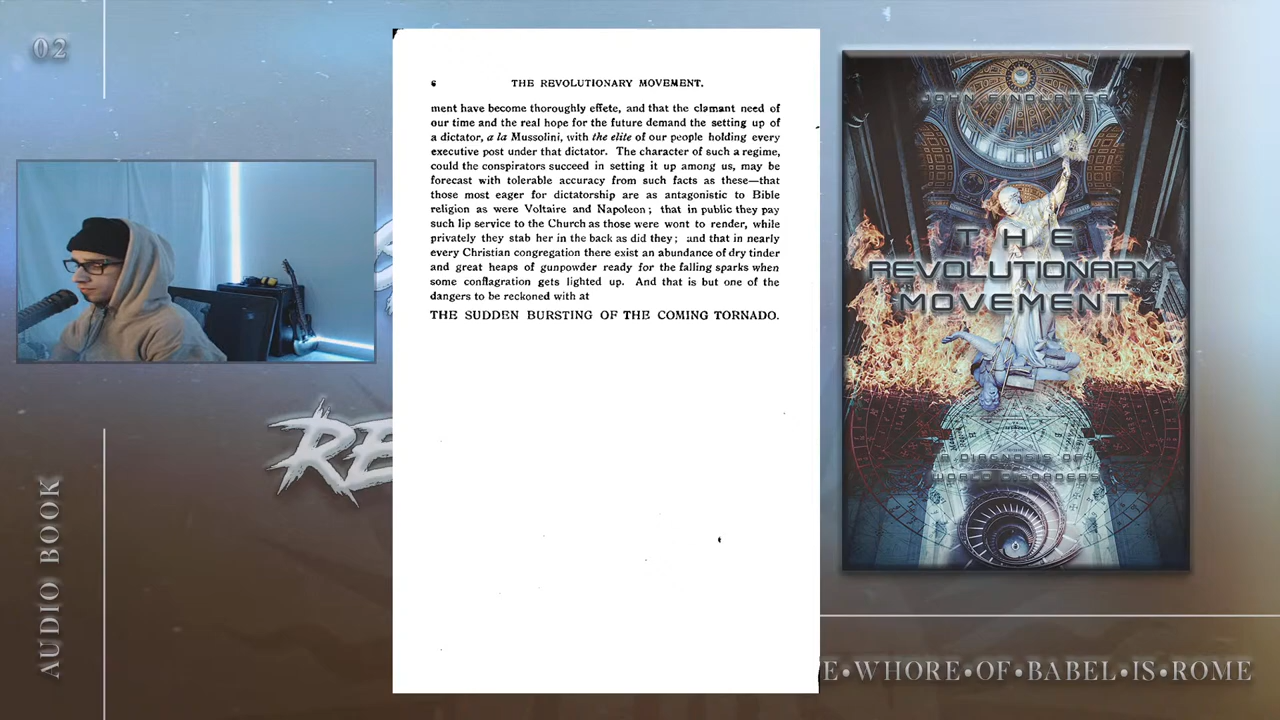 02
6 THE REVOLUTIONARY MOVEMENT.
ment have become thoroughly effete, and that the clamant need of
our time and the real hope for the future demand the setting up of
a dictator, a la Mussolini, with the elite of our people holding every
executive post under that dictator. The character of such a regime,
could the conspirators succeed in setting it up among us, may be
forecast with tolerable accuracy from such facts as these—that
those most eager for dictatorship are as antagonistic to Bible
religion as were Voltaire and Napoleon; that in public they pay
such lip service to the Church as those were wont to render, while
privately they stab her in the back as did they; and that in nearly
every Christian congregation there exist an abundance of dry tinder
and great heaps of gunpowder ready for the falling sparks when
some conflagration gets lighted up. And that is but one of the
dangers to be reckoned with at
THE SUDDEN BURSTING OF THE COMING TORNADO.
JOHN FINDLATER
THE
REVOLUTIONARY
MOVEMENT
A DIAGNOSIS OF
WORLD DISORDERS
RE
AUDIO BOOK
E•WHORE•OF•BABEL•IS•ROME